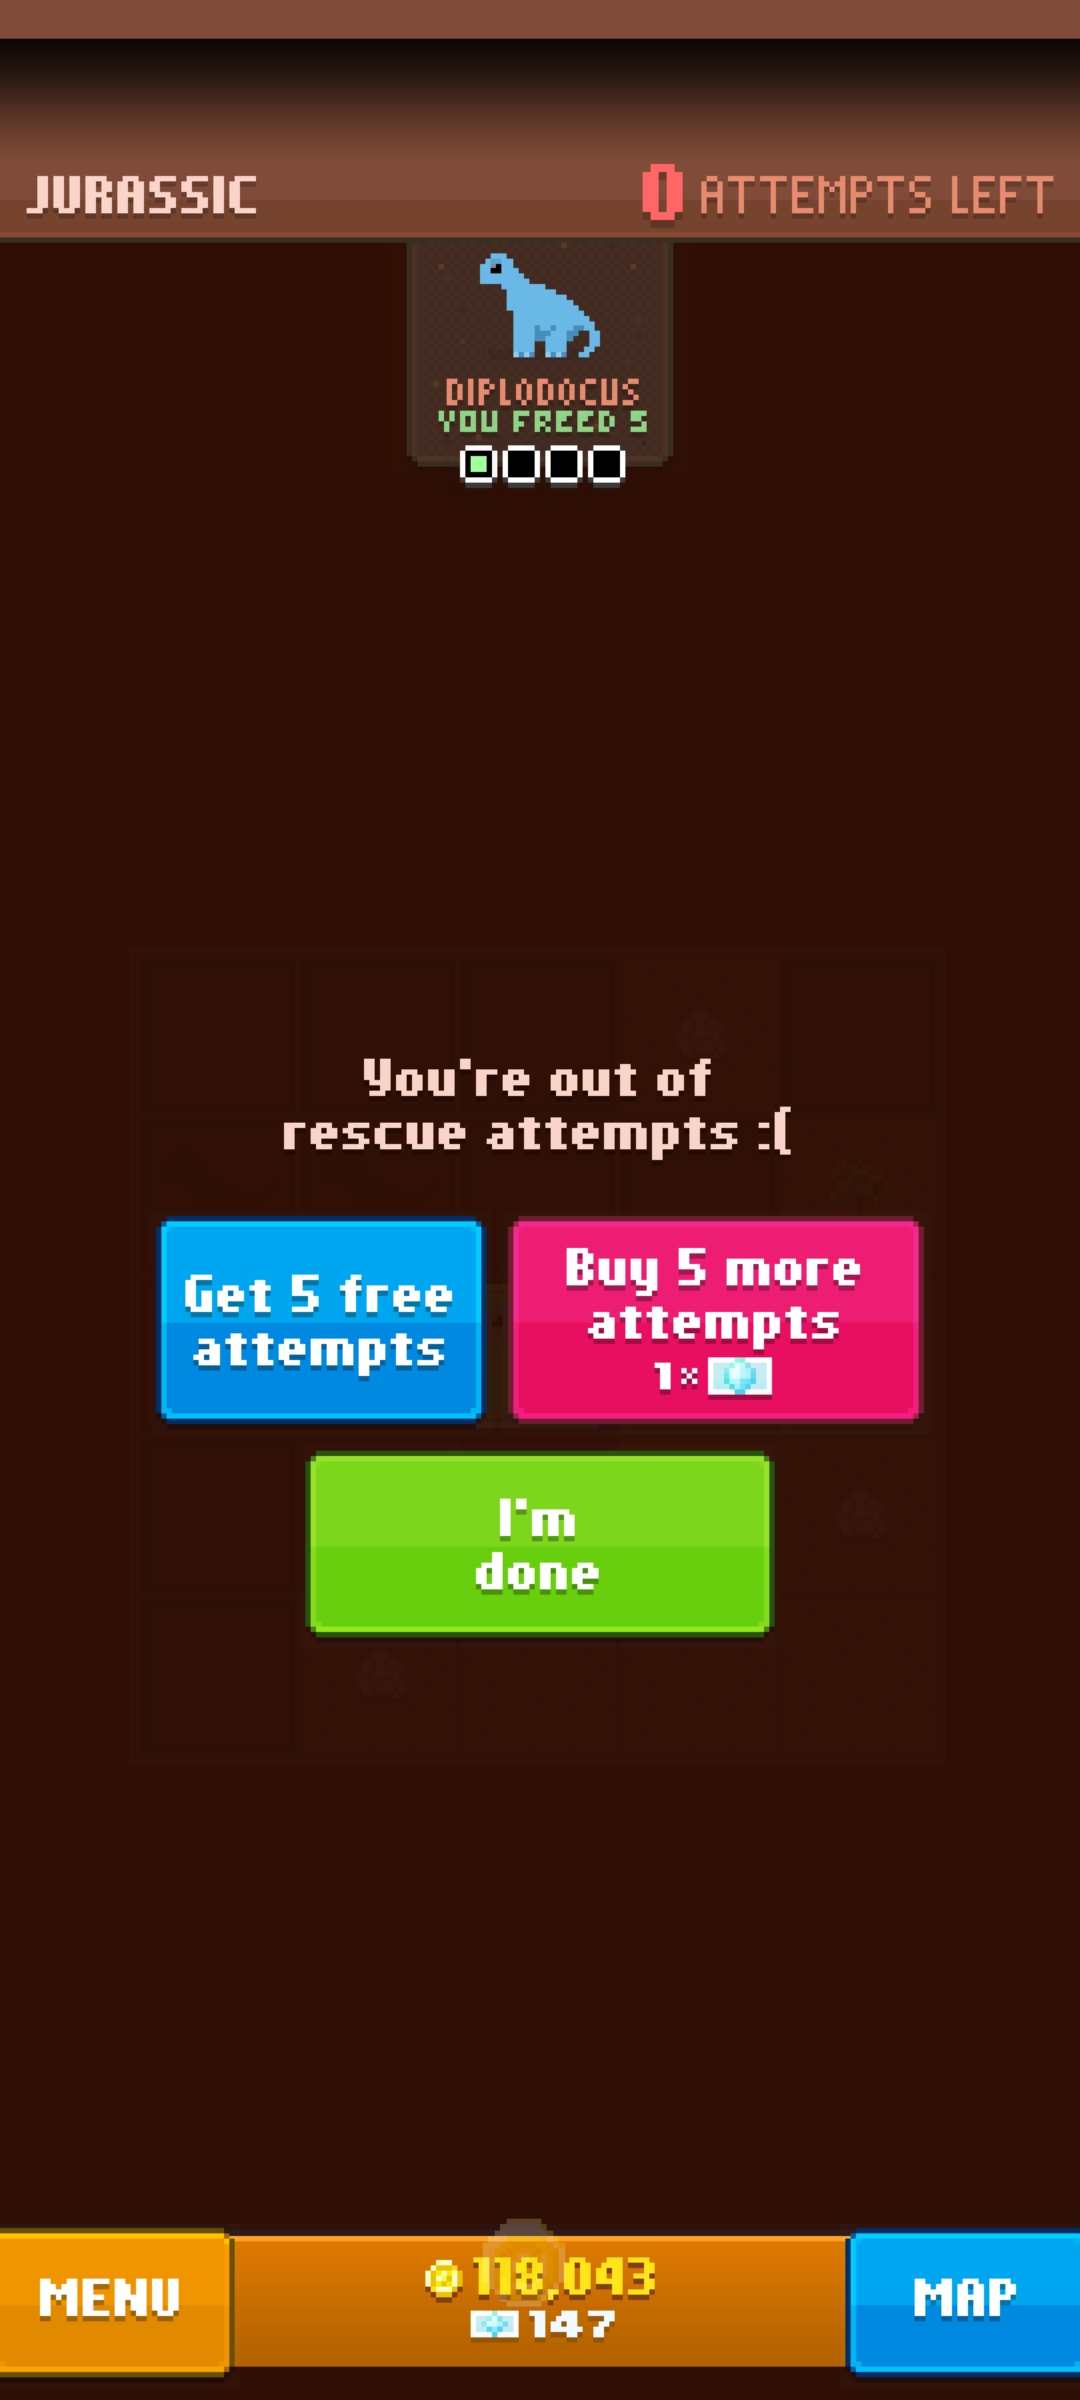 JURASSIC
0 ATTEMPTS LEFT
DIPLODOCUS
YOU FREED 5
You're out of
rescue attempts :(
Get 5 free
attempts
Buy 5 more
attempts
1×
I'm
done
MENU
118,043
147
MAP